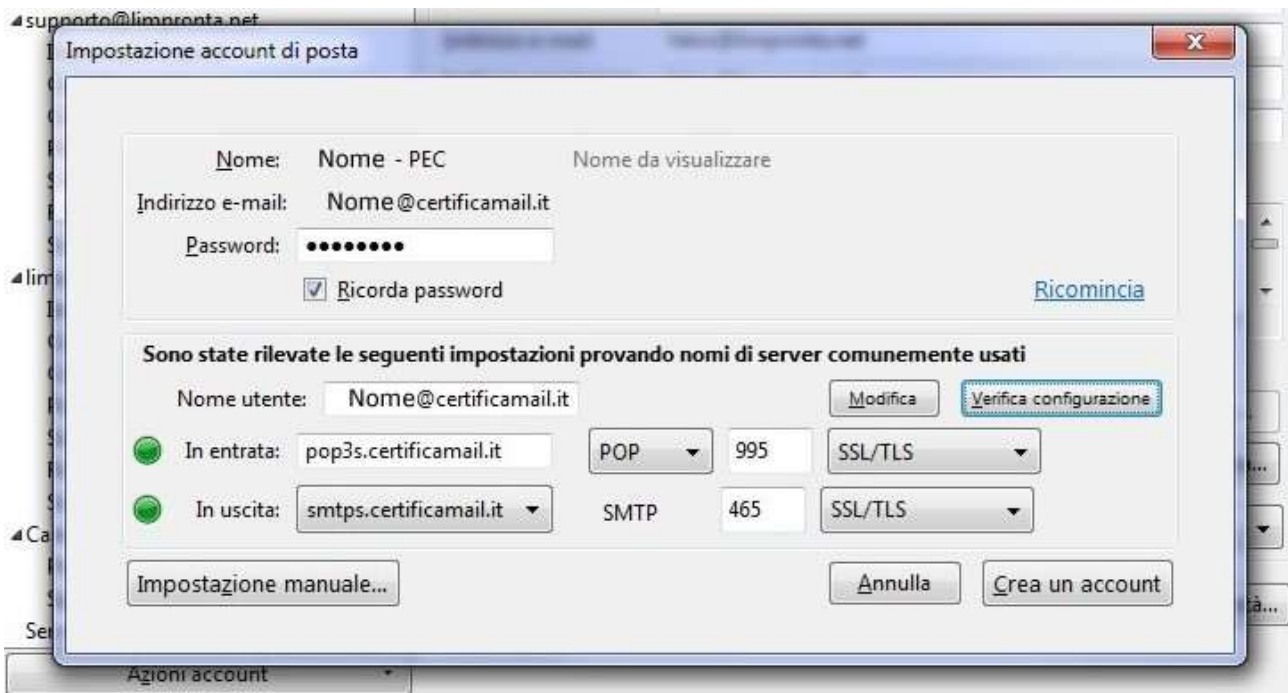 supporto@limpronta.net
Impostazione account di posta
Nome: Nome - PEC Nome da visualizzare
Indirizzo e-mail: Nome@certificamail.it
Password: ••••••••
Ricorda password Ricomincia
lim
Sono state rilevate le seguenti impostazioni provando nomi di server comunemente usati
Nome utente: Nome@certificamail.it Modifica Verifica configurazione
In entrata: pop3s.certificamail.it POP 995 SSL/TLS
In uscita: smtps.certificamail.it SMTP 465 SSL/TLS
Ca
Impostazione manuale... Annulla Crea un account
Ser
Azioni account